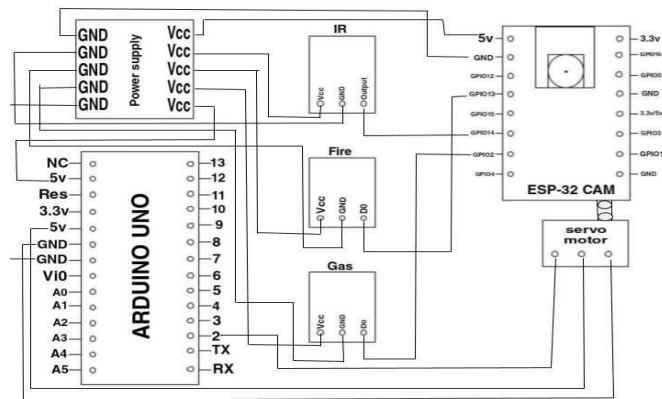 GND Vcc
GND Vcc
GND Vcc
GND Vcc
GND Vcc
Power supply
IR
Vcc GND Output
Fire
Vcc GND D0
Gas
Vcc GND D0
5v 3.3v
GND GPIO16
GPIO12 GPIO0
GPIO13 GND
GPIO15 3.3v/5v
GPIO14 GPIO3
GPIO2 GPIO1
GPIO4 GND
ESP-32 CAM
servo
motor
NC 13
5v 12
Res 11
3.3v 10
5v 9
GND 8
GND 7
Vi0 6
A0 5
A1 4
A2 3
A3 2
A4 TX
A5 RX
ARDUINO UNO